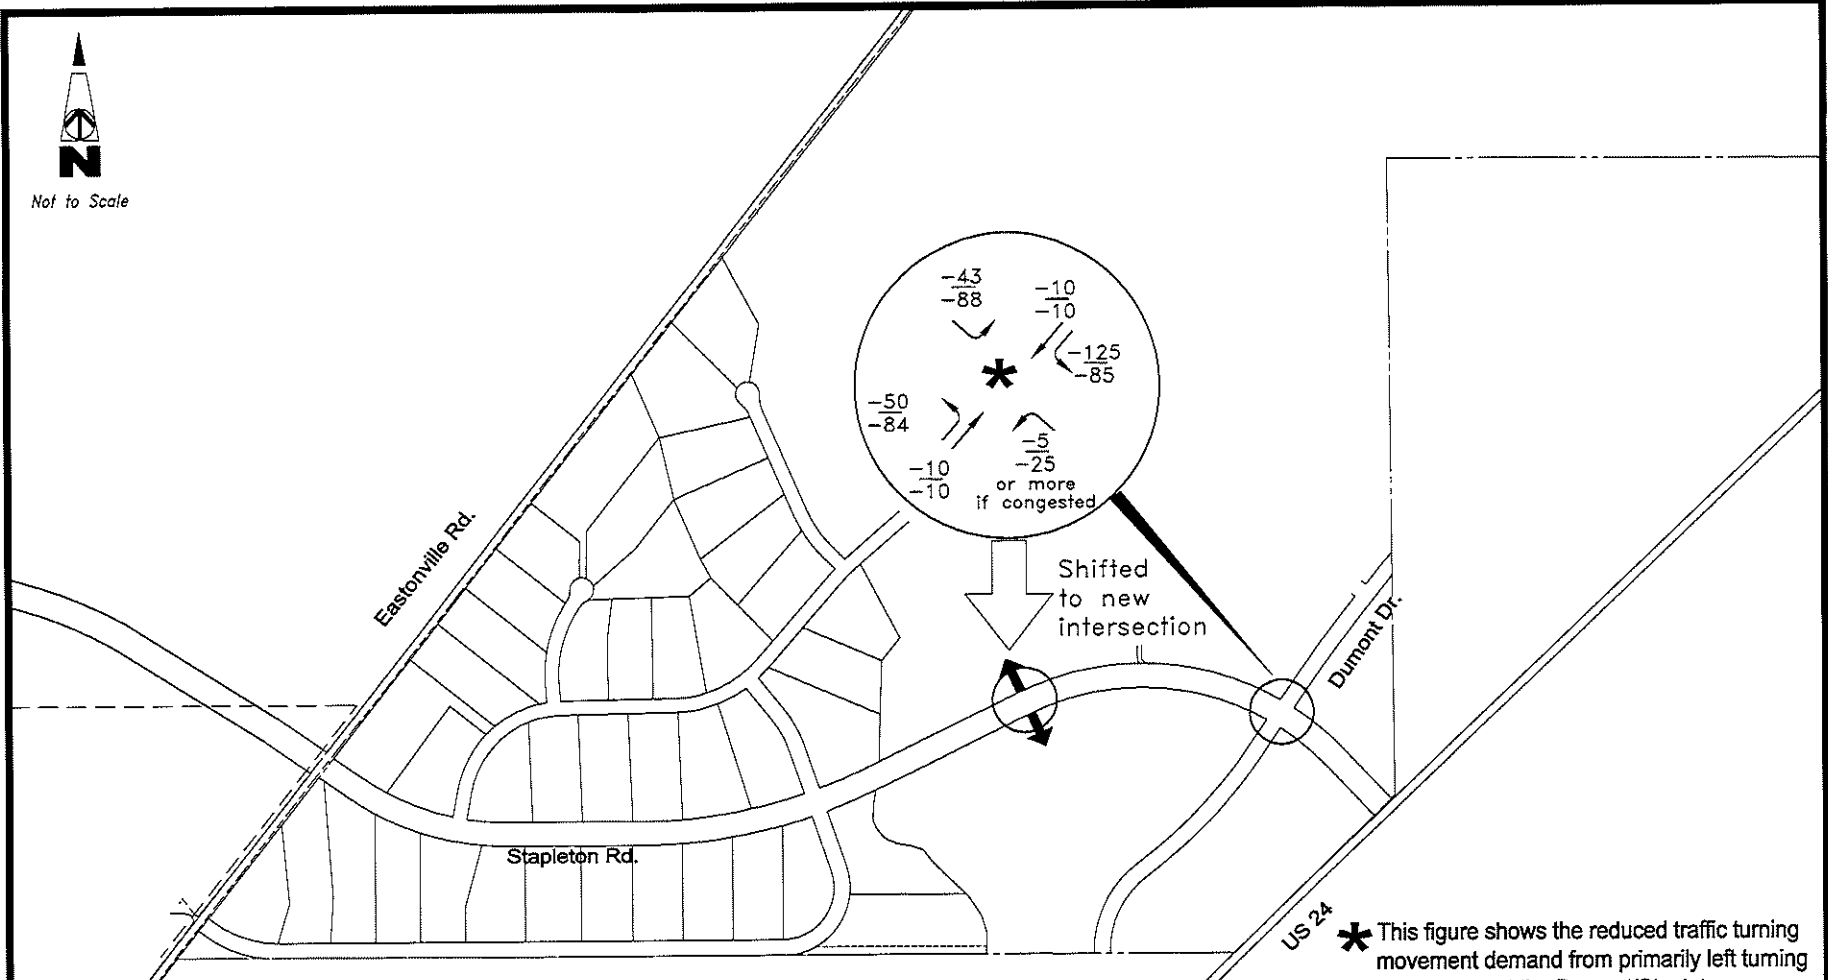 N
Not to Scale
-43
-88
-10
-10
-125
-85
*
-50
-84
-10
-10
-5
-25
or more
if congested
Shifted
to new
intersection
Eastonville Rd.
Dumont Dr.
Stapleton Rd.
US 24
* This figure shows the reduced traffic turning
movement demand from primarily left turning